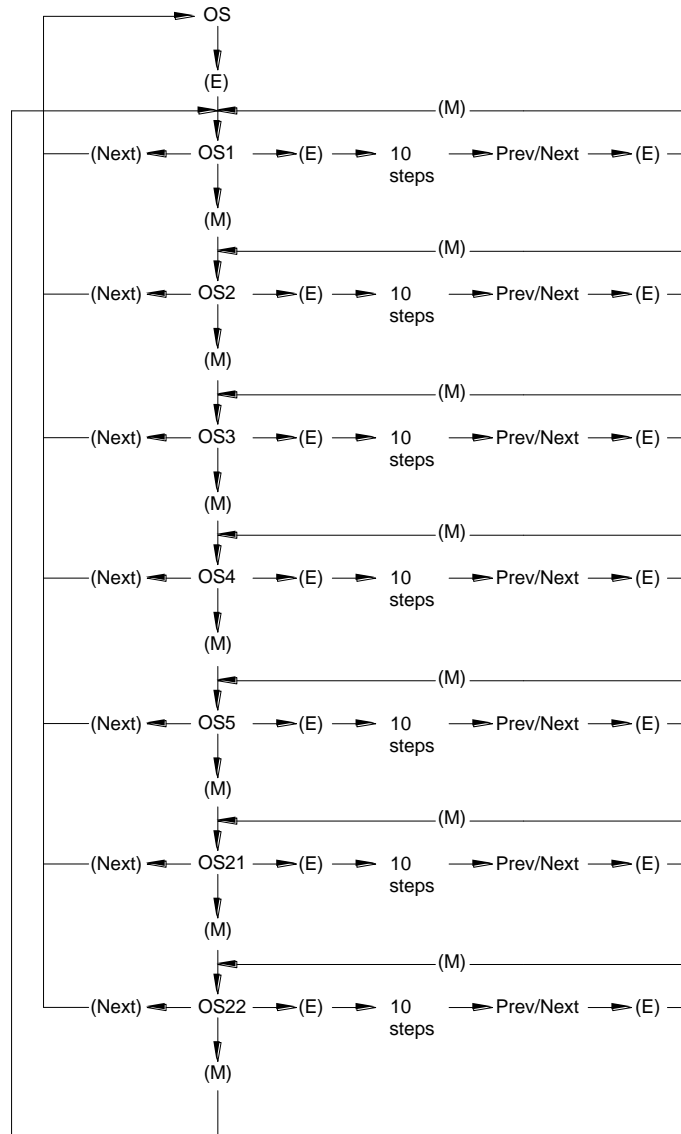 OS
(E)
(M)
(Next) OS1 (E) 10 steps Prev/Next (E)
(M)
(M)
(Next) OS2 (E) 10 steps Prev/Next (E)
(M)
(M)
(Next) OS3 (E) 10 steps Prev/Next (E)
(M)
(M)
(Next) OS4 (E) 10 steps Prev/Next (E)
(M)
(M)
(Next) OS5 (E) 10 steps Prev/Next (E)
(M)
(M)
(Next) OS21 (E) 10 steps Prev/Next (E)
(M)
(M)
(Next) OS22 (E) 10 steps Prev/Next (E)
(M)